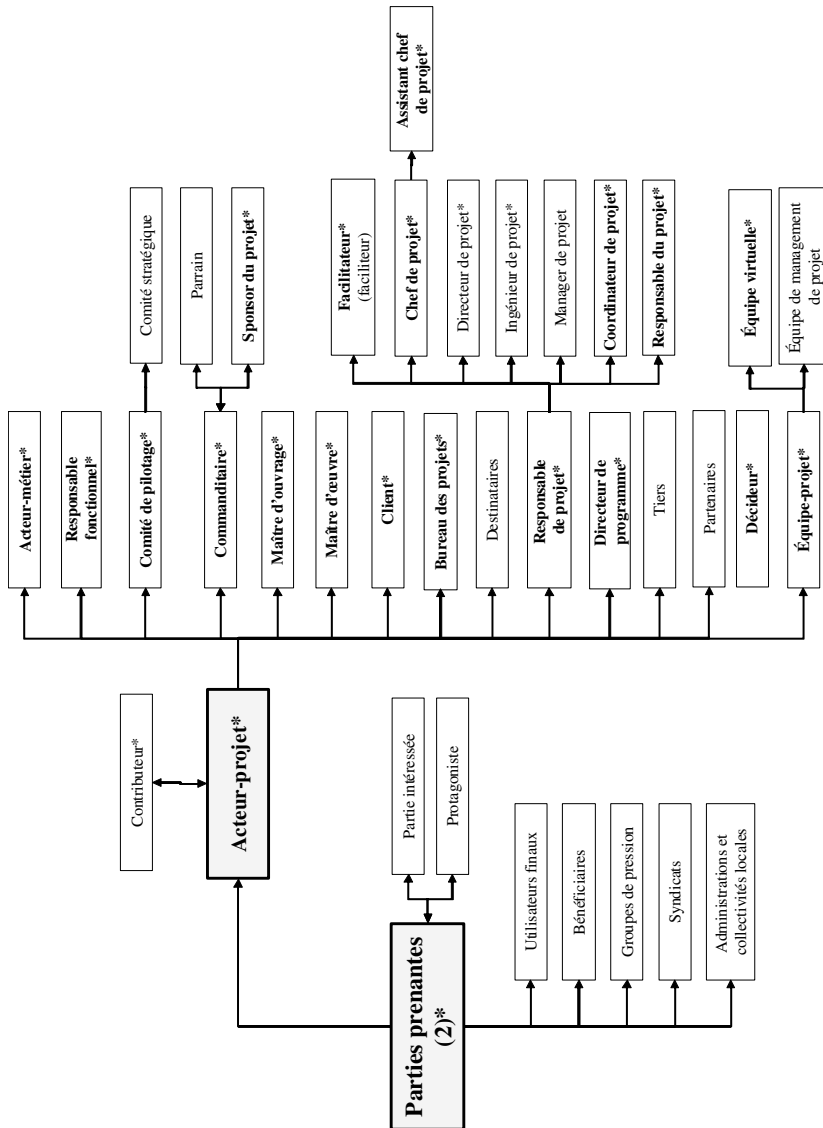 Parties prenantes
(2)*
Partie intéressée
Protagoniste
Utilisateurs finaux
Bénéficiaires
Groupes de pression
Syndicats
Administrations et
collectivités locales
Acteur-projet*
Contributeur*
Acteur-métier*
Responsable
fonctionnel*
Comité de pilotage*
Comité stratégique
Commanditaire*
Parrain
Sponsor du projet*
Maître d'ouvrage*
Maître d'œuvre*
Client*
Bureau des projets*
Destinataires
Responsable
de projet*
Facilitateur*
(faciliteur)
Chef de projet*
Assistant chef
de projet*
Directeur de projet*
Ingénieur de projet*
Manager de projet
Coordinateur de projet*
Responsable du projet*
Directeur de
programme*
Tiers
Partenaires
Décideur*
Équipe-projet*
Équipe virtuelle*
Équipe de management
de projet